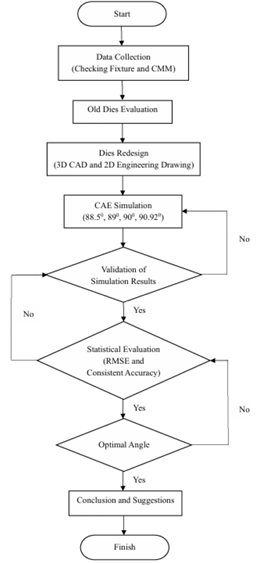 Start
Data Collection
(Checking Fixture and CMM)
Old Dies Evaluation
Dies Redesign
(3D CAD and 2D Engineering Drawing)
CAE Simulation
(88.5⁰, 89⁰, 90⁰, 90.92⁰)
No
Validation of
Simulation Results
No
Yes
Statistical Evaluation
(RMSE and
Consistent Accuracy)
Yes
No
Optimal Angle
Yes
Conclusion and Suggestions
Finish